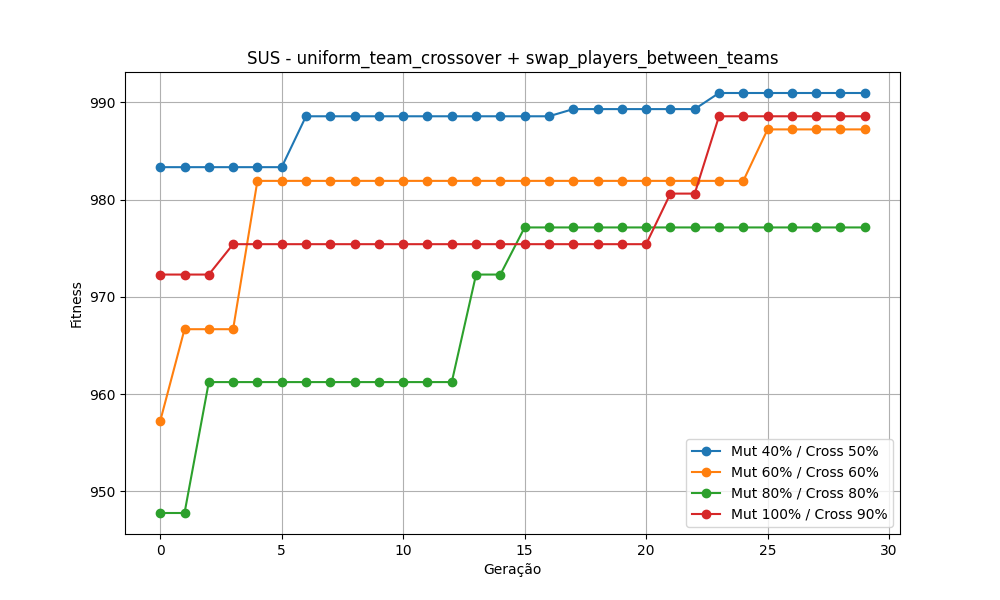 SUS - uniform_team_crossover + swap_players_between_teams
Fitness
990
980
970
960
950
0 5 10 15 20 25 30
Geração
Mut 40% / Cross 50%
Mut 60% / Cross 60%
Mut 80% / Cross 80%
Mut 100% / Cross 90%